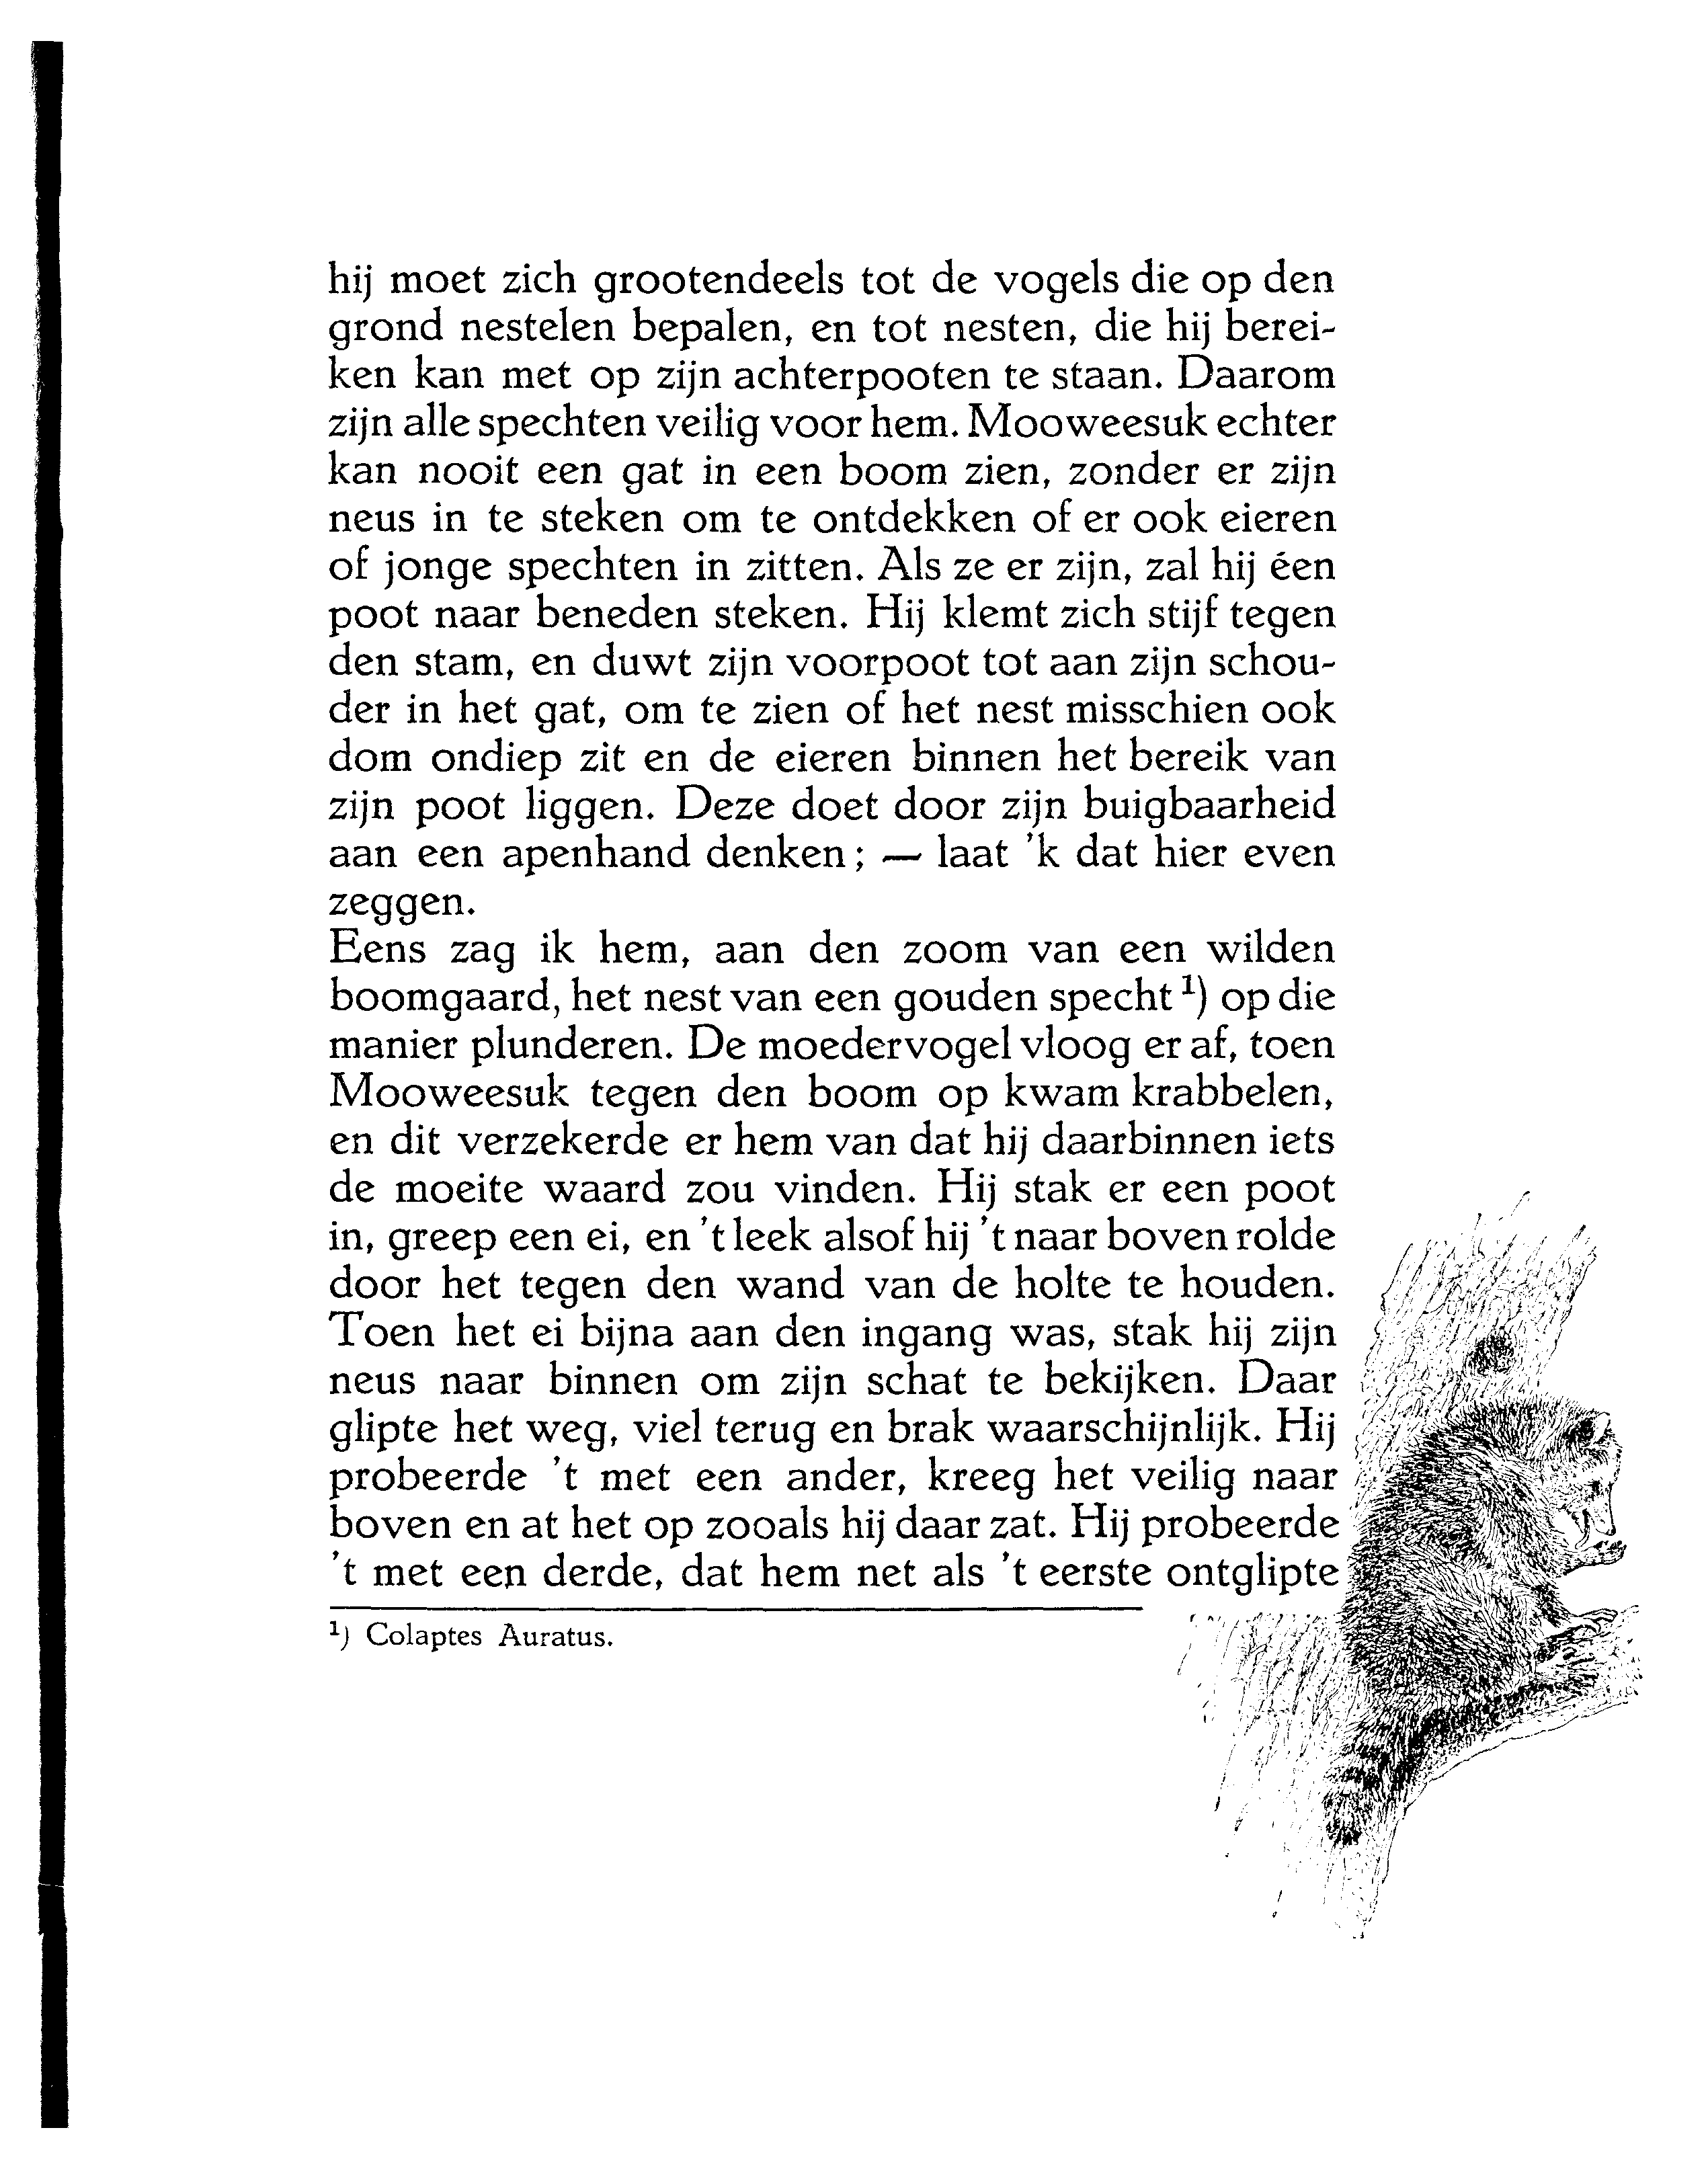 hij moet zich grootendeels tot de vogels die op den
grond nestelen bepalen, en tot nesten, die hij berei-
ken kan met op zijn achterpooten te staan. Daarom
zijn alle spechten veilig voor hem. Mooweesuk echter
kan nooit een gat in een boom zien, zonder er zijn
neus in te steken om te ontdekken of er ook eieren
of jonge spechten in zitten. Als ze er zijn, zal hij éen
poot naar beneden steken. Hij klemt zich stijf tegen
den stam, en duwt zijn voorpoot tot aan zijn schou-
der in het gat, om te zien of het nest misschien ook
dom ondiep zit en de eieren binnen het bereik van
zijn poot liggen. Deze doet door zijn buigbaarheid
aan een apenhand denken; — laat 'k dat hier even
zeggen.
Eens zag ik hem, aan den zoom van een wilden
boomgaard, het nest van een gouden specht ¹) op die
manier plunderen. De moedervogel vloog er af, toen
Mooweesuk tegen den boom op kwam krabbelen,
en dit verzekerde er hem van dat hij daarbinnen iets
de moeite waard zou vinden. Hij stak er een poot
in, greep een ei, en 't leek alsof hij 't naar boven rolde
door het tegen den wand van de holte te houden.
Toen het ei bijna aan den ingang was, stak hij zijn
neus naar binnen om zijn schat te bekijken. Daar
glipte het weg, viel terug en brak waarschijnlijk. Hij
probeerde 't met een ander, kreeg het veilig naar
boven en at het op zooals hij daar zat. Hij probeerde
't met een derde, dat hem net als 't eerste ontglipte
¹) Colaptes Auratus.